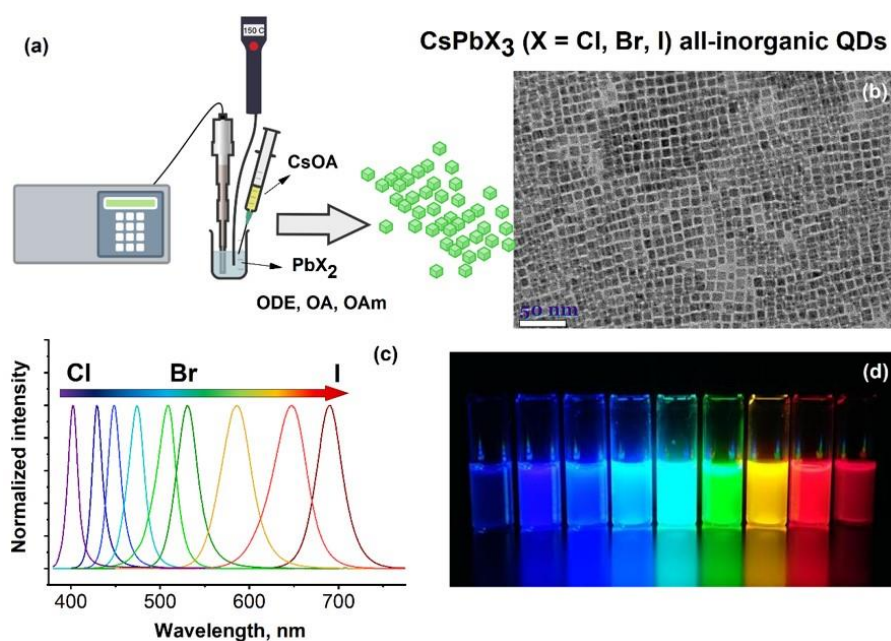 (a)
150 C
CsPbX₃ (X = Cl, Br, I) all-inorganic QDs
(b)
CsOA
PbX₂
ODE, OA, OAm
50 nm
(c)
Cl Br I
Normalized intensity
400 500 600 700
Wavelength, nm
(d)